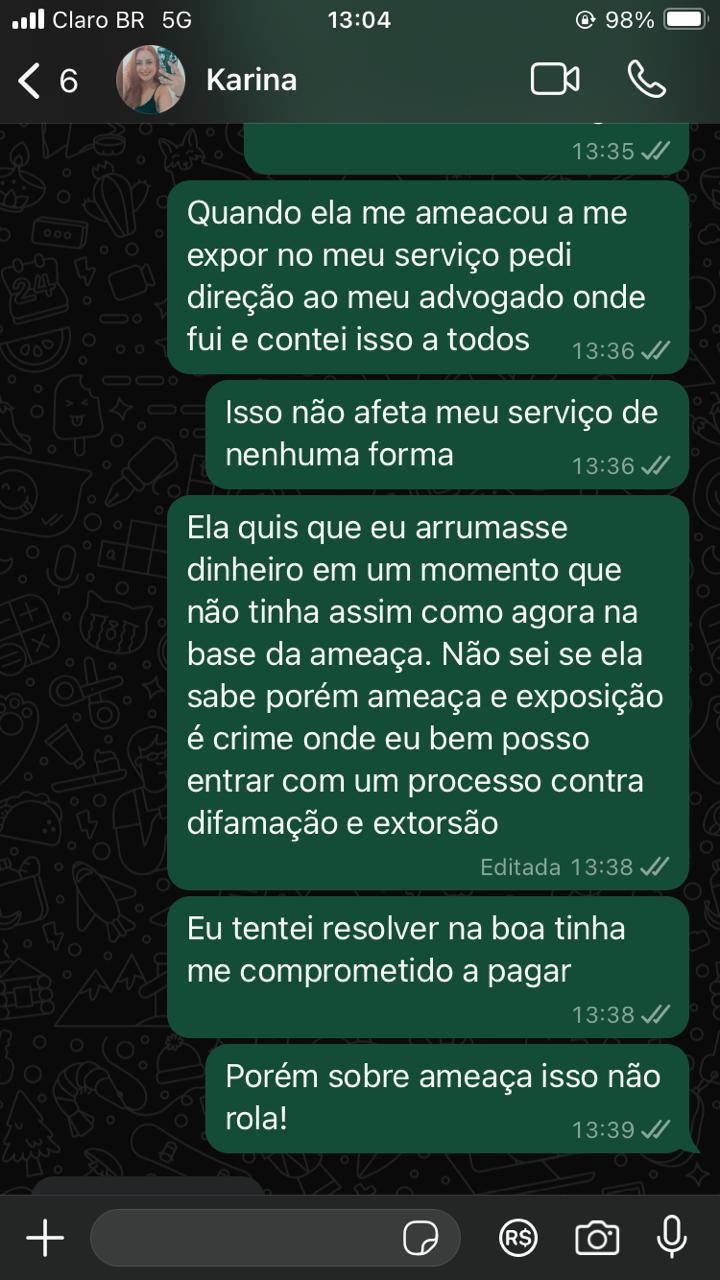 Claro BR 5G 13:04 98%
6 Karina
13:35
Quando ela me ameacou a me
expor no meu serviço pedi
direção ao meu advogado onde
fui e contei isso a todos 13:36
Isso não afeta meu serviço de
nenhuma forma 13:36
Ela quis que eu arrumasse
dinheiro em um momento que
não tinha assim como agora na
base da ameaça. Não sei se ela
sabe porém ameaça e exposição
é crime onde eu bem posso
entrar com um processo contra
difamação e extorsão
Editada 13:38
Eu tentei resolver na boa tinha
me comprometido a pagar
13:38
Porém sobre ameaça isso não
rola! 13:39
R$